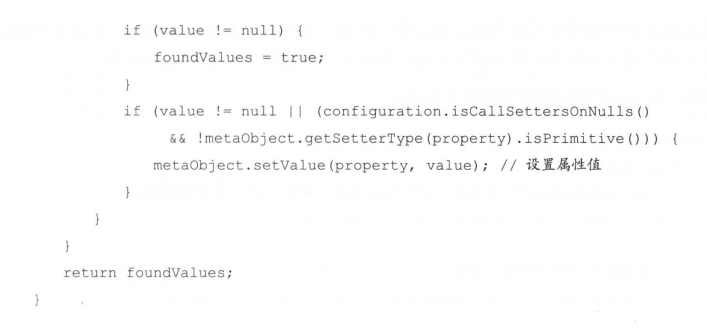 if (value != null) {
foundValues = true;
}
if (value != null || (configuration.isCallSettersOnNulls()
&& !metaObject.getSetterType(property).isPrimitive())) {
metaObject.setValue(property, value); // 设置属性值
}
}
}
return foundValues;
}